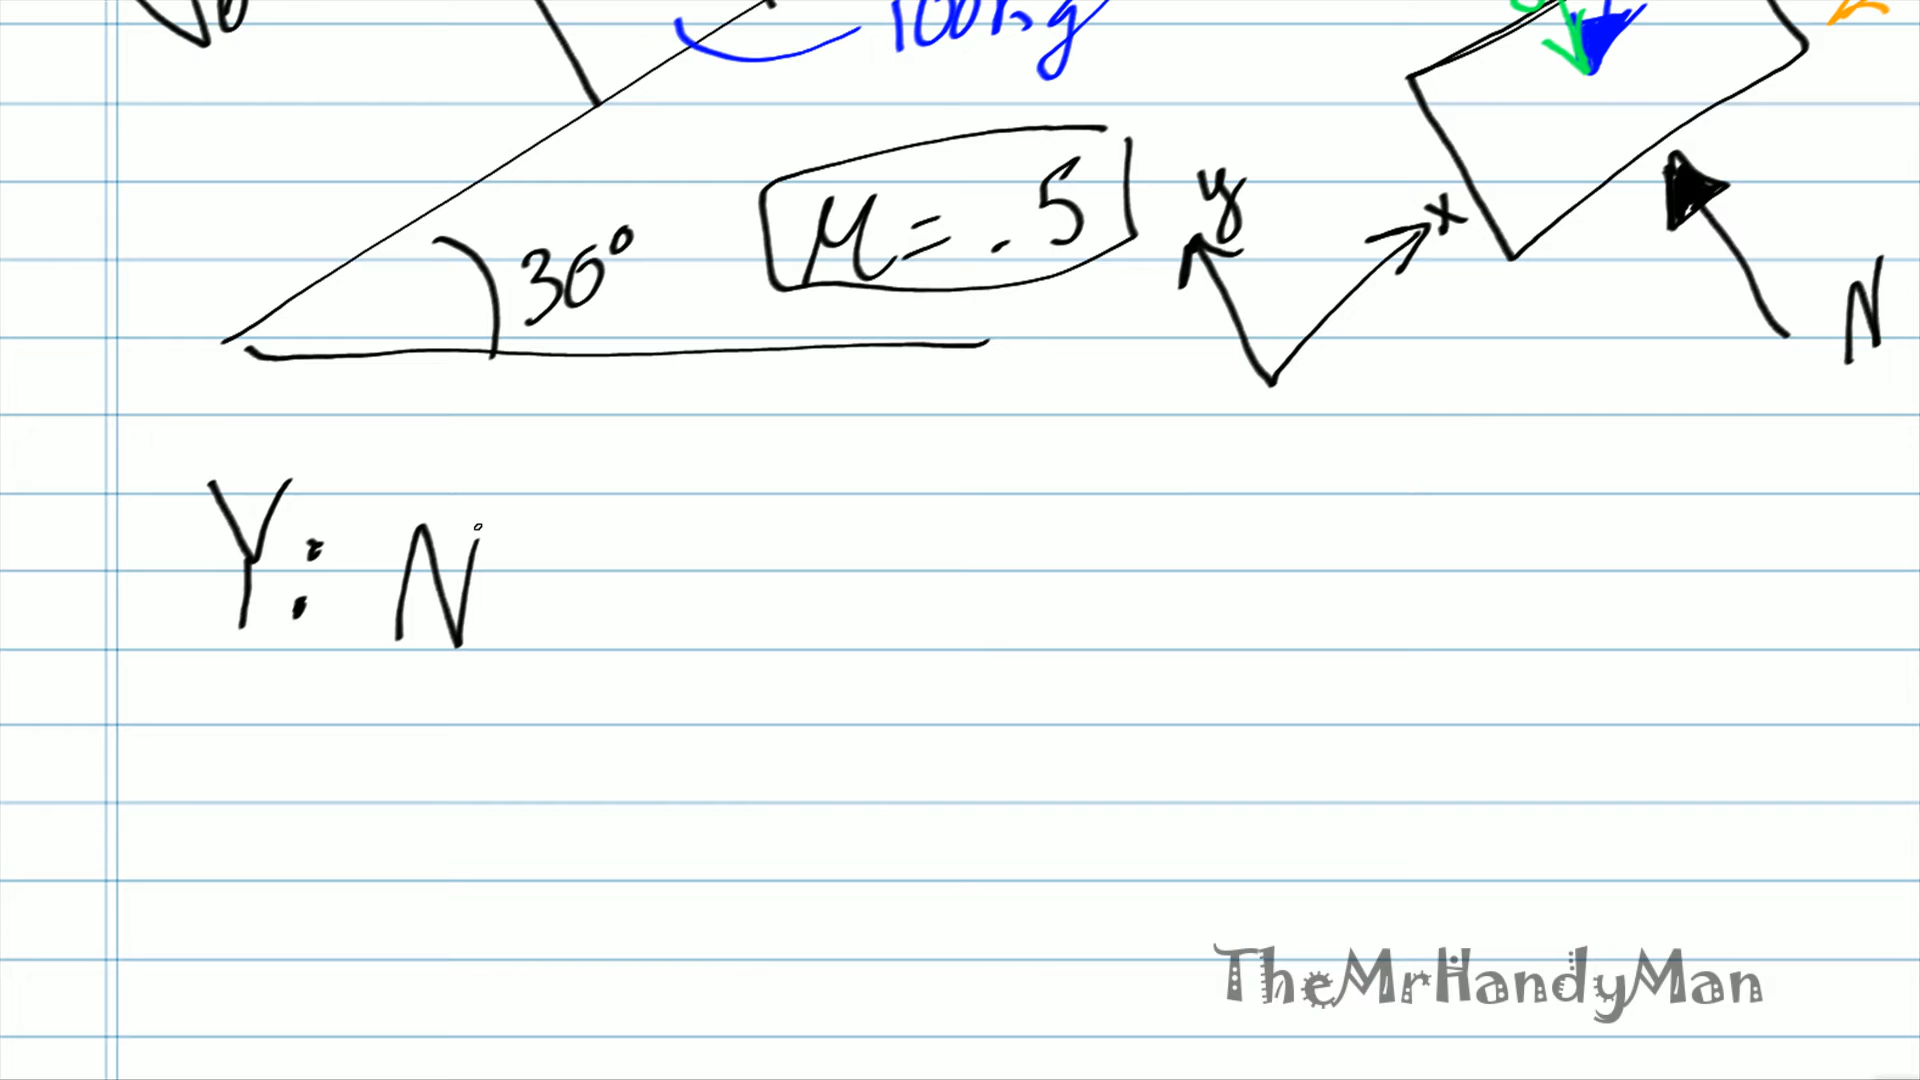 100kg
μ = .5
30°
y
x
N
Y: N
TheMrHandyMan